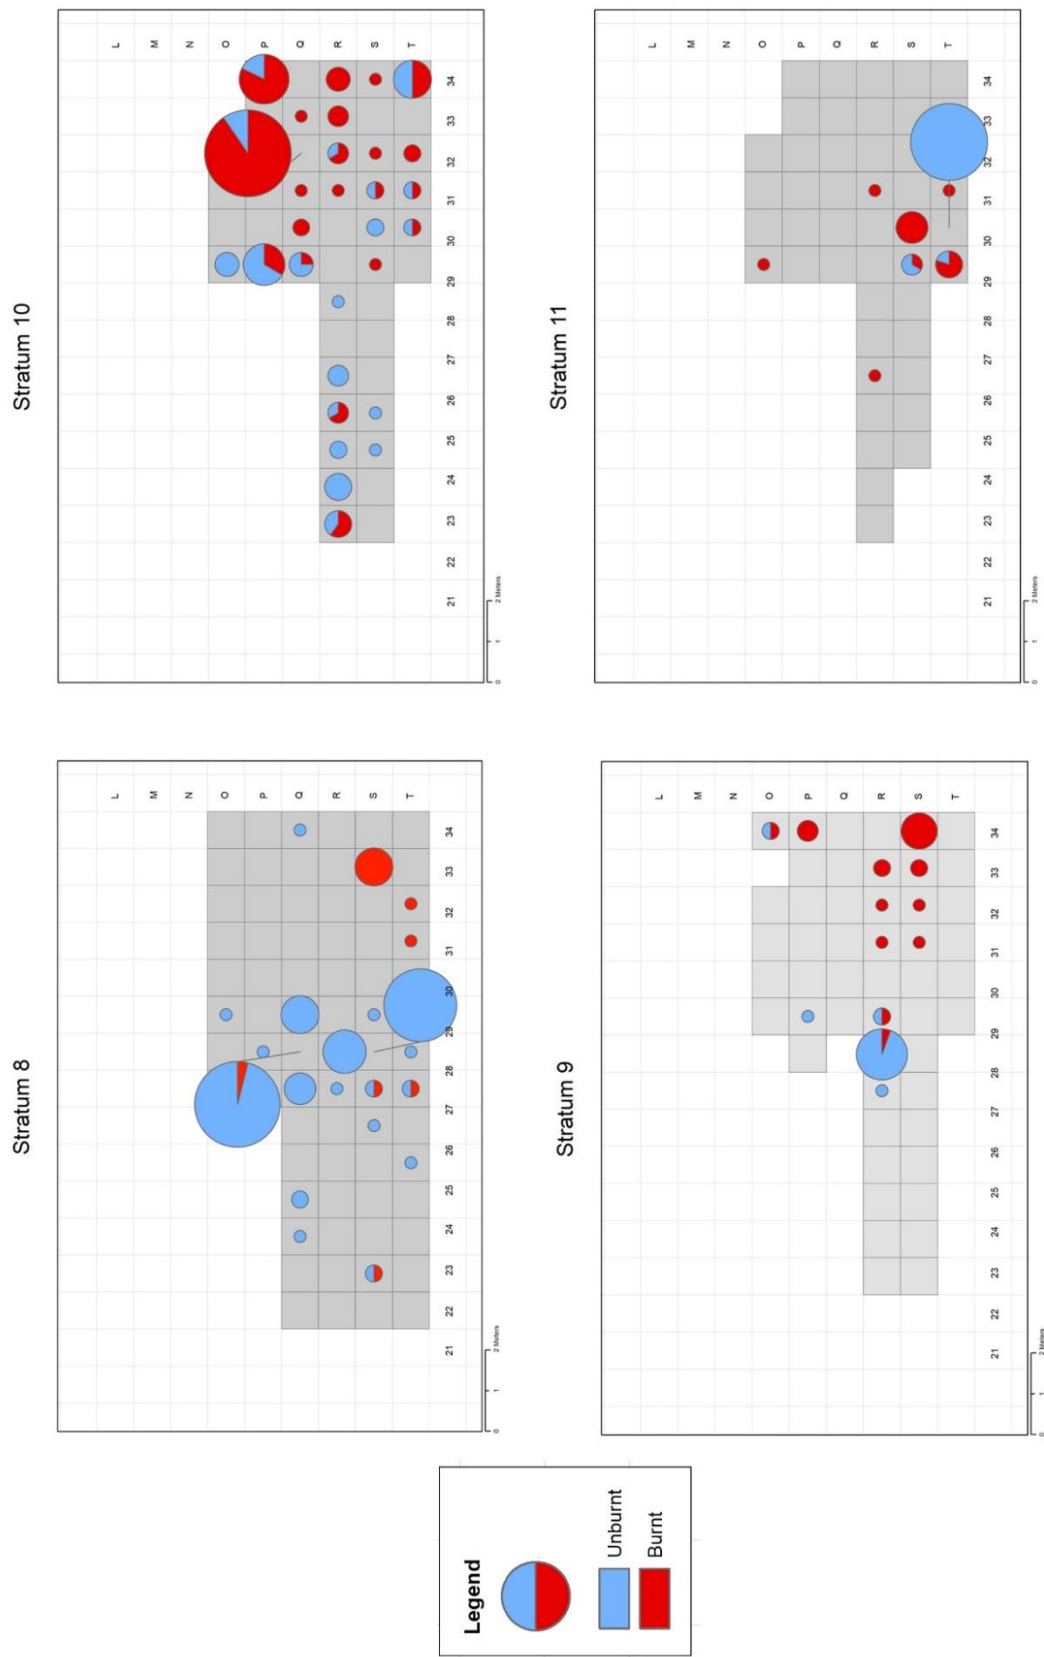 Stratum 10
L
M
N
O
P
Q
R
S
T
34
33
32
31
30
29
28
27
26
25
24
23
22
21
0 1 2 Meters
Stratum 11
L
M
N
O
P
Q
R
S
T
34
33
32
31
30
29
28
27
26
25
24
23
22
21
0 1 2 Meters
Stratum 8
L
M
N
O
P
Q
R
S
T
34
33
32
31
30
29
28
27
26
25
24
23
22
21
0 1 2 Meters
Stratum 9
L
M
N
O
P
Q
R
S
T
34
33
32
31
30
29
28
27
26
25
24
23
22
21
0 1 2 Meters
Legend
Unburnt
Burnt